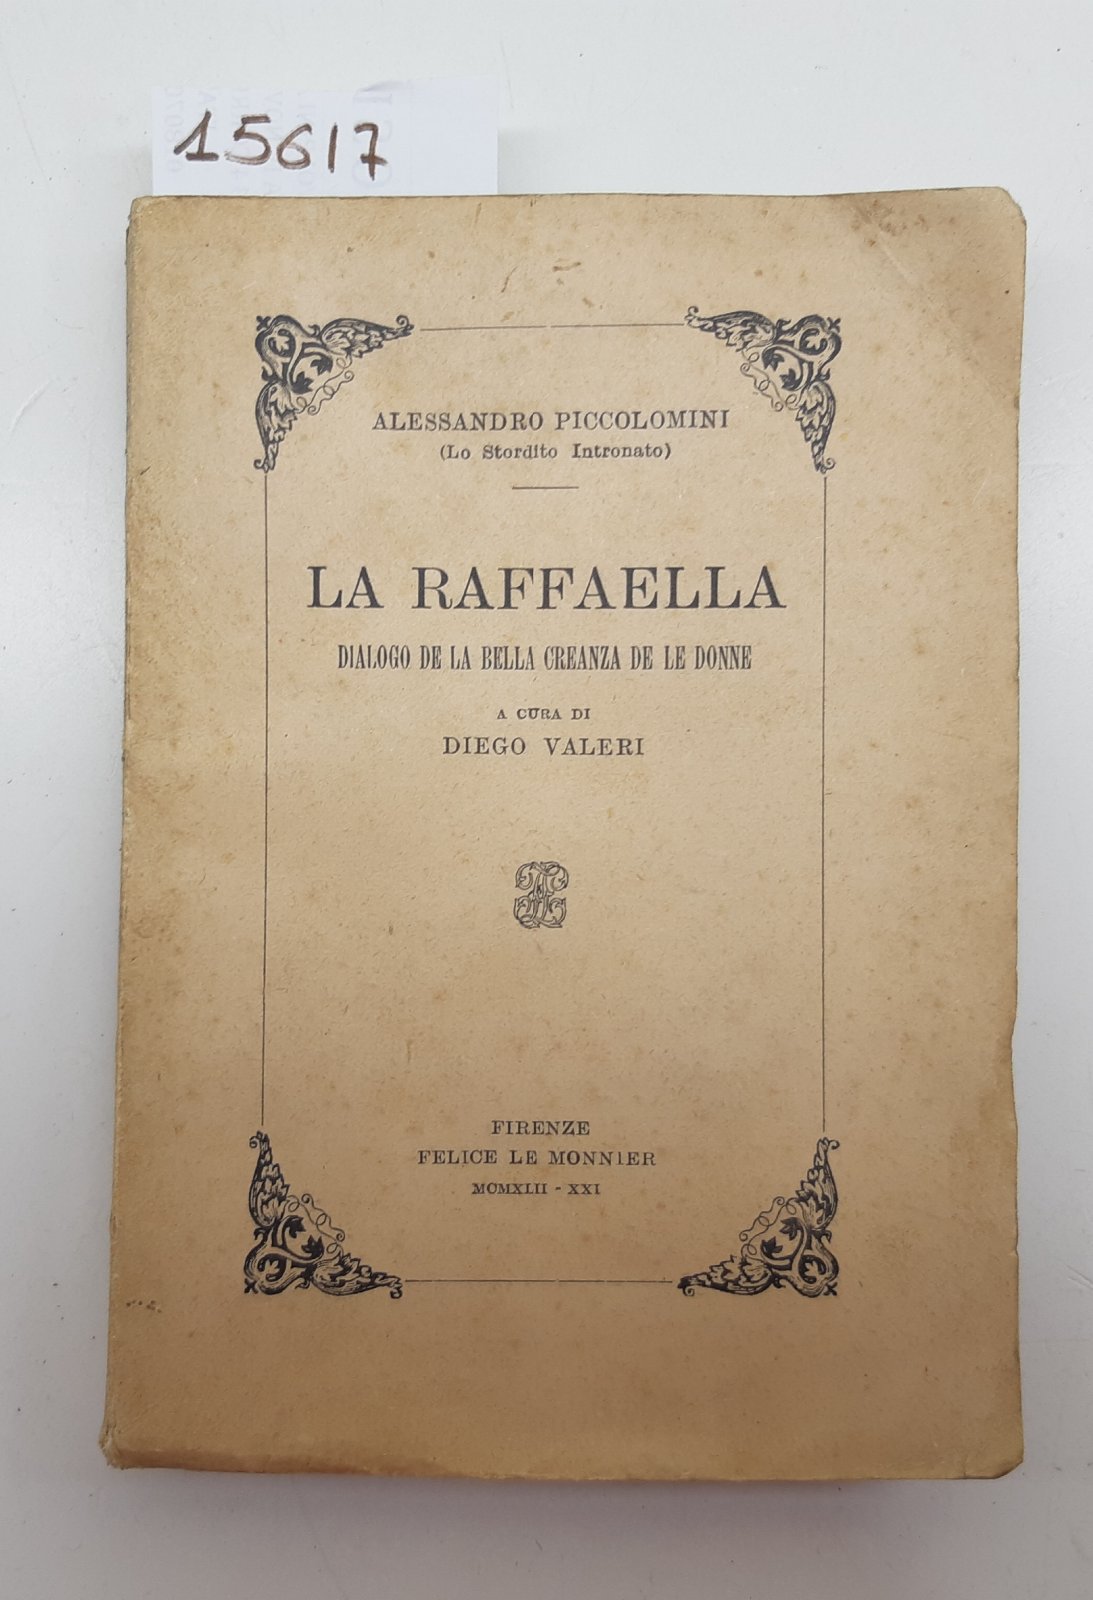 15617
ALESSANDRO PICCOLOMINI
(Lo Stordito Intronato)
LA RAFFAELLA
DIALOGO DE LA BELLA CREANZA DE LE DONNE
A CURA DI
DIEGO VALERI
FIRENZE
FELICE LE MONNIER
MCMXLII - XXI